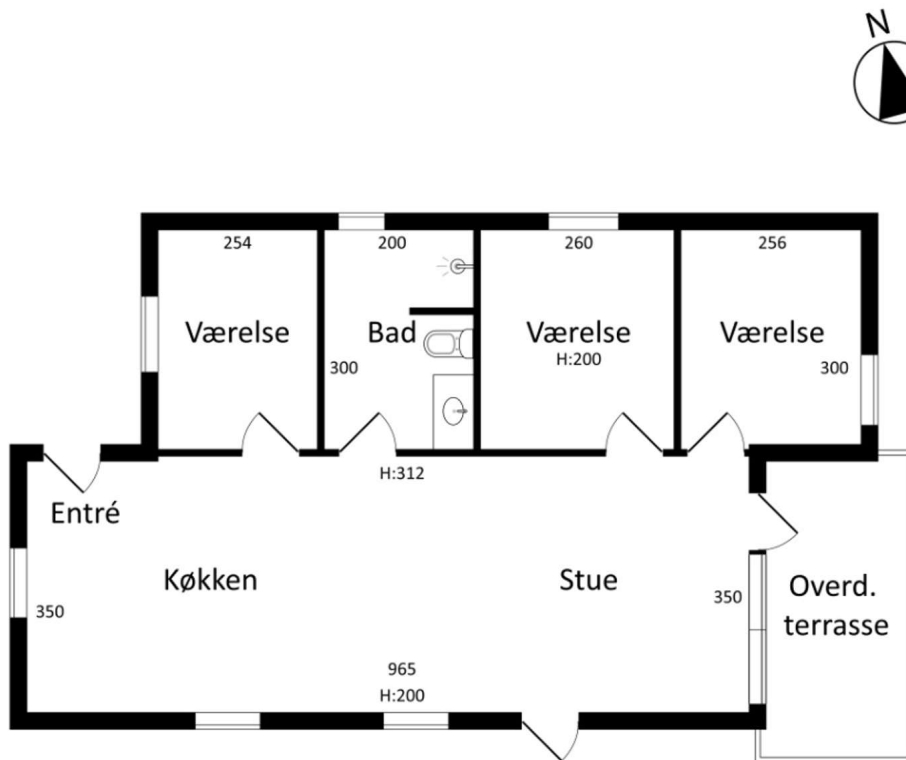 N
254
200
260
256
Værelse
Bad
Værelse
Værelse
300
H:200
300
H:312
Entré
Køkken
Stue
Overd.
terrasse
350
350
965
H:200